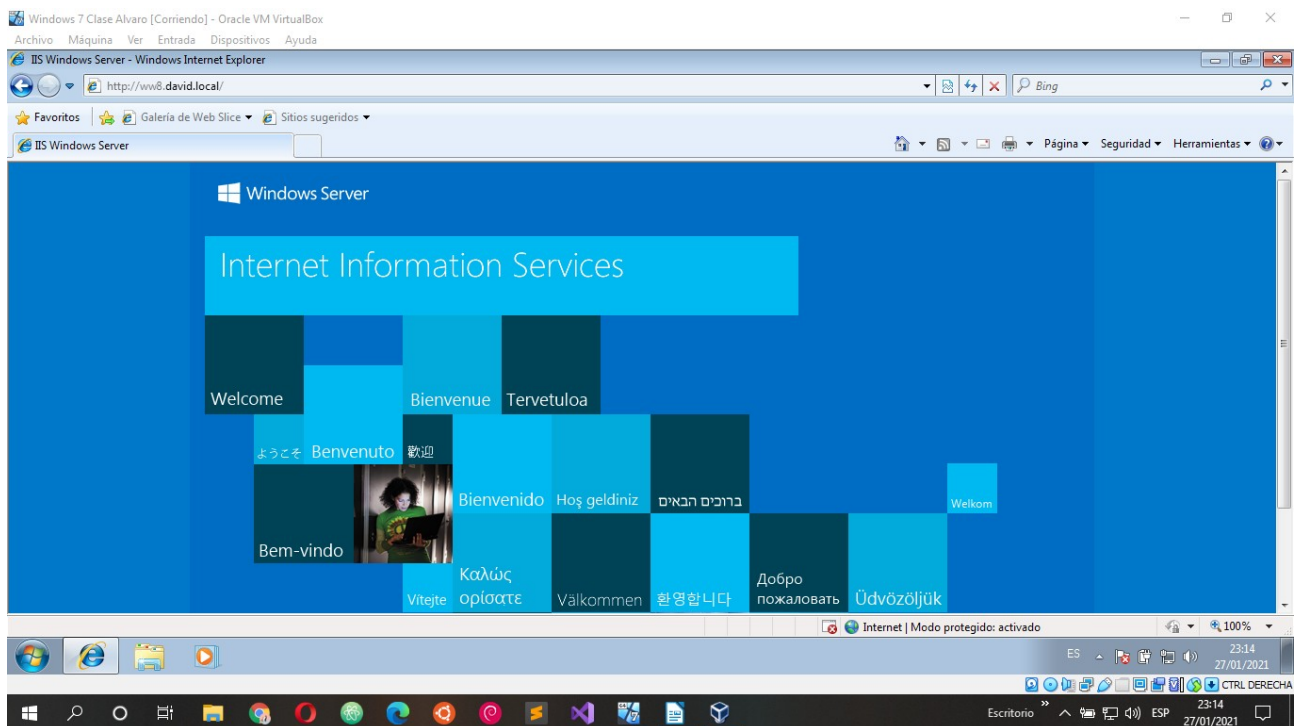 Windows 7 Clase Alvaro [Corriendo] - Oracle VM VirtualBox
Archivo Máquina Ver Entrada Dispositivos Ayuda
IIS Windows Server - Windows Internet Explorer
http://ww8.david.local/
Bing
Favoritos Galería de Web Slice Sitios sugeridos
IIS Windows Server
Página Seguridad Herramientas
Windows Server
Internet Information Services
Welcome
Bienvenue
Tervetuloa
ようこそ
Benvenuto
歡迎
Bienvenido
Hoş geldiniz
ברוכים הבאים
Welkom
Bem-vindo
Vítejte
Καλώς
ορίσατε
Välkommen
환영합니다
Добро
пожаловать
Üdvözöljük
Internet | Modo protegido: activado
100%
ES
23:14
27/01/2021
CTRL DERECHA
Escritorio
ESP
23:14
27/01/2021